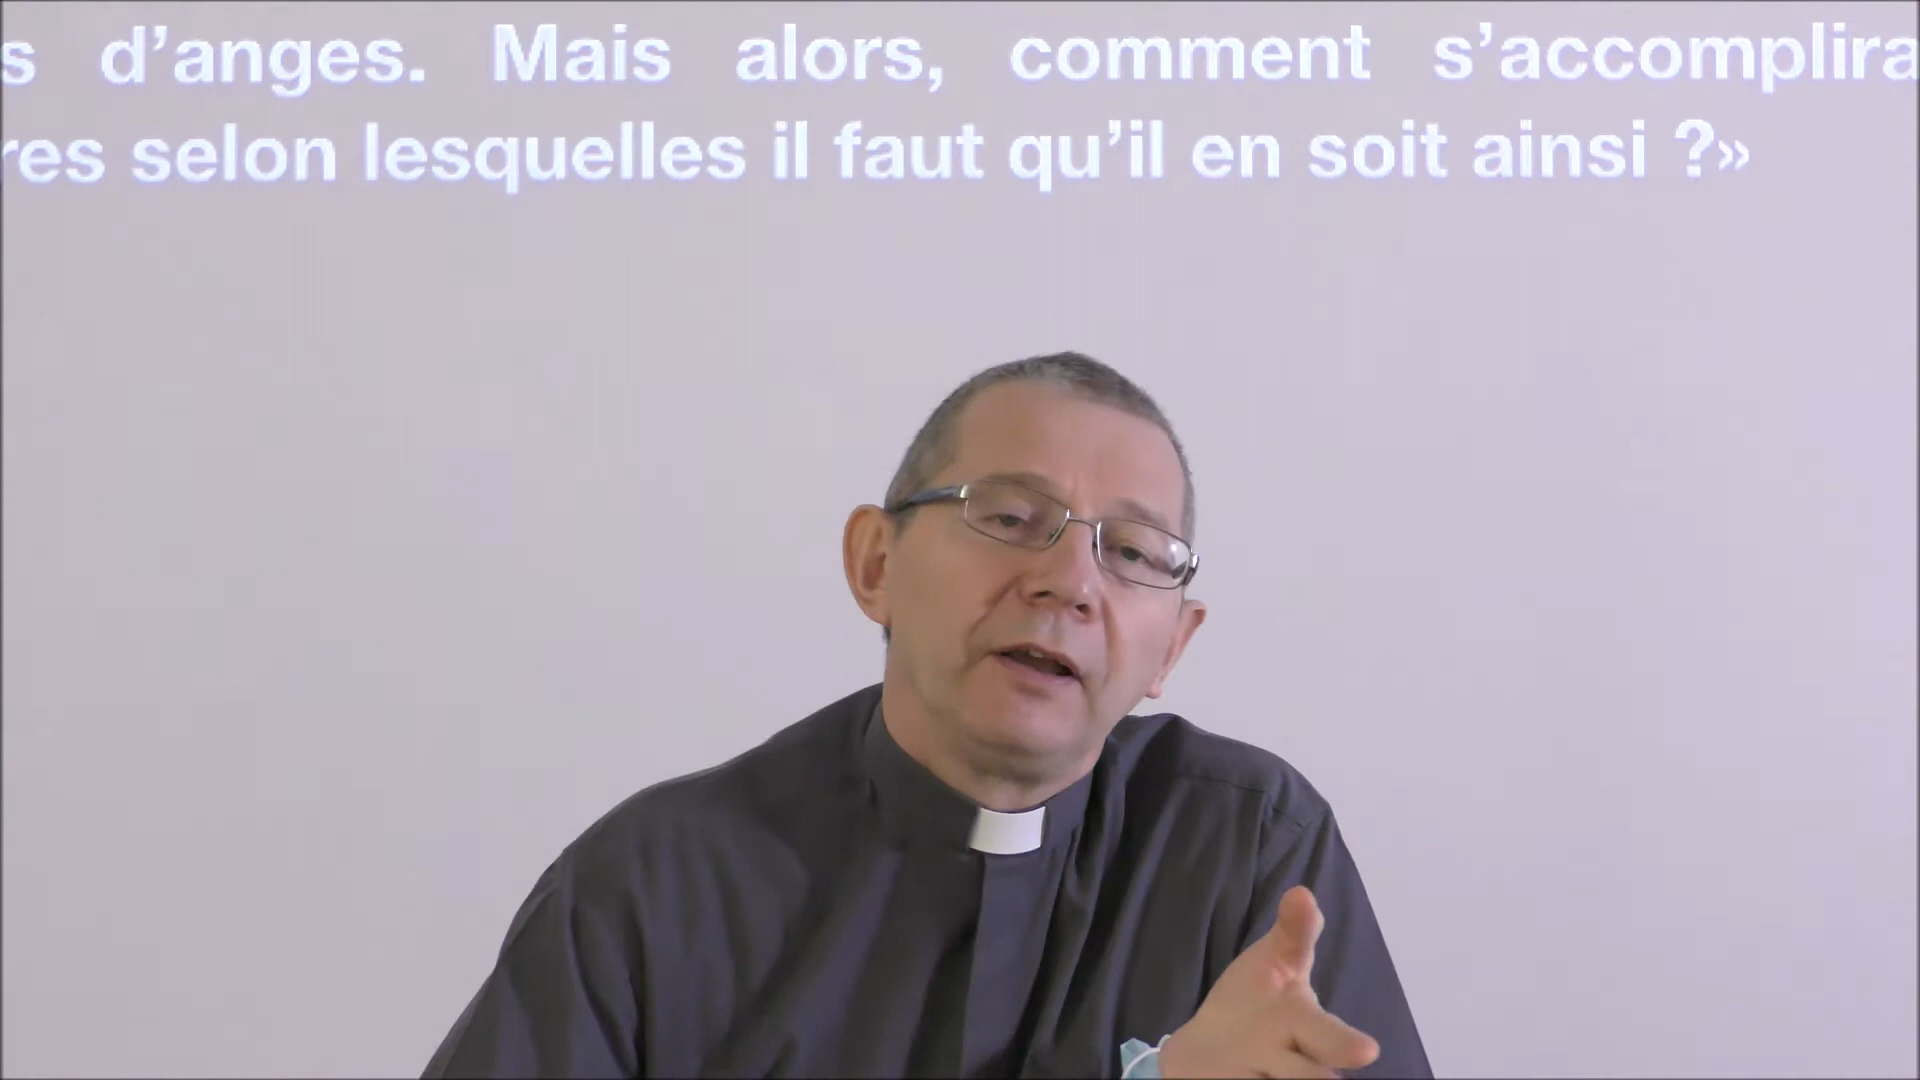 s d’anges. Mais alors, comment s’accomplira
res selon lesquelles il faut qu’il en soit ainsi ?»